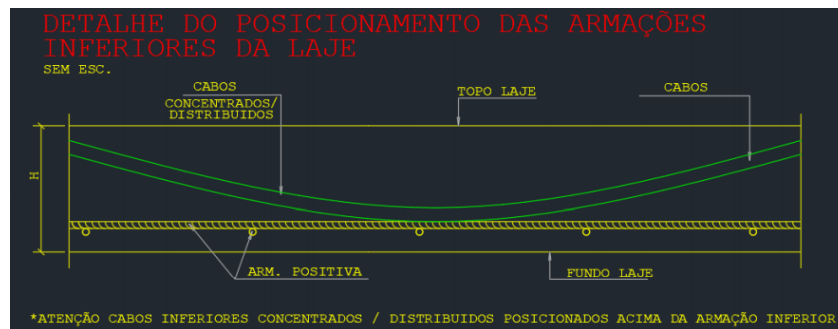 DETALHE DO POSICIONAMENTO DAS ARMAÇÕES
INFERIORES DA LAJE
SEM ESC.
CABOS
CONCENTRADOS/
DISTRIBUIDOS
TOPO LAJE
CABOS
H
ARM. POSITIVA
FUNDO LAJE
*ATENÇÃO CABOS INFERIORES CONCENTRADOS / DISTRIBUIDOS POSICIONADOS ACIMA DA ARMAÇÃO INFERIOR